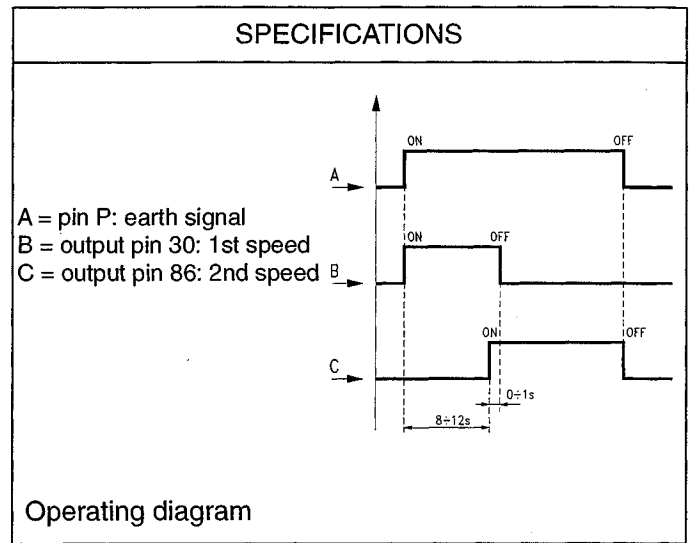 SPECIFICATIONS
ON
OFF
A
A = pin P: earth signal
B = output pin 30: 1st speed
C = output pin 86: 2nd speed
ON
OFF
B
ON
OFF
C
0÷1s
8÷12s
Operating diagram